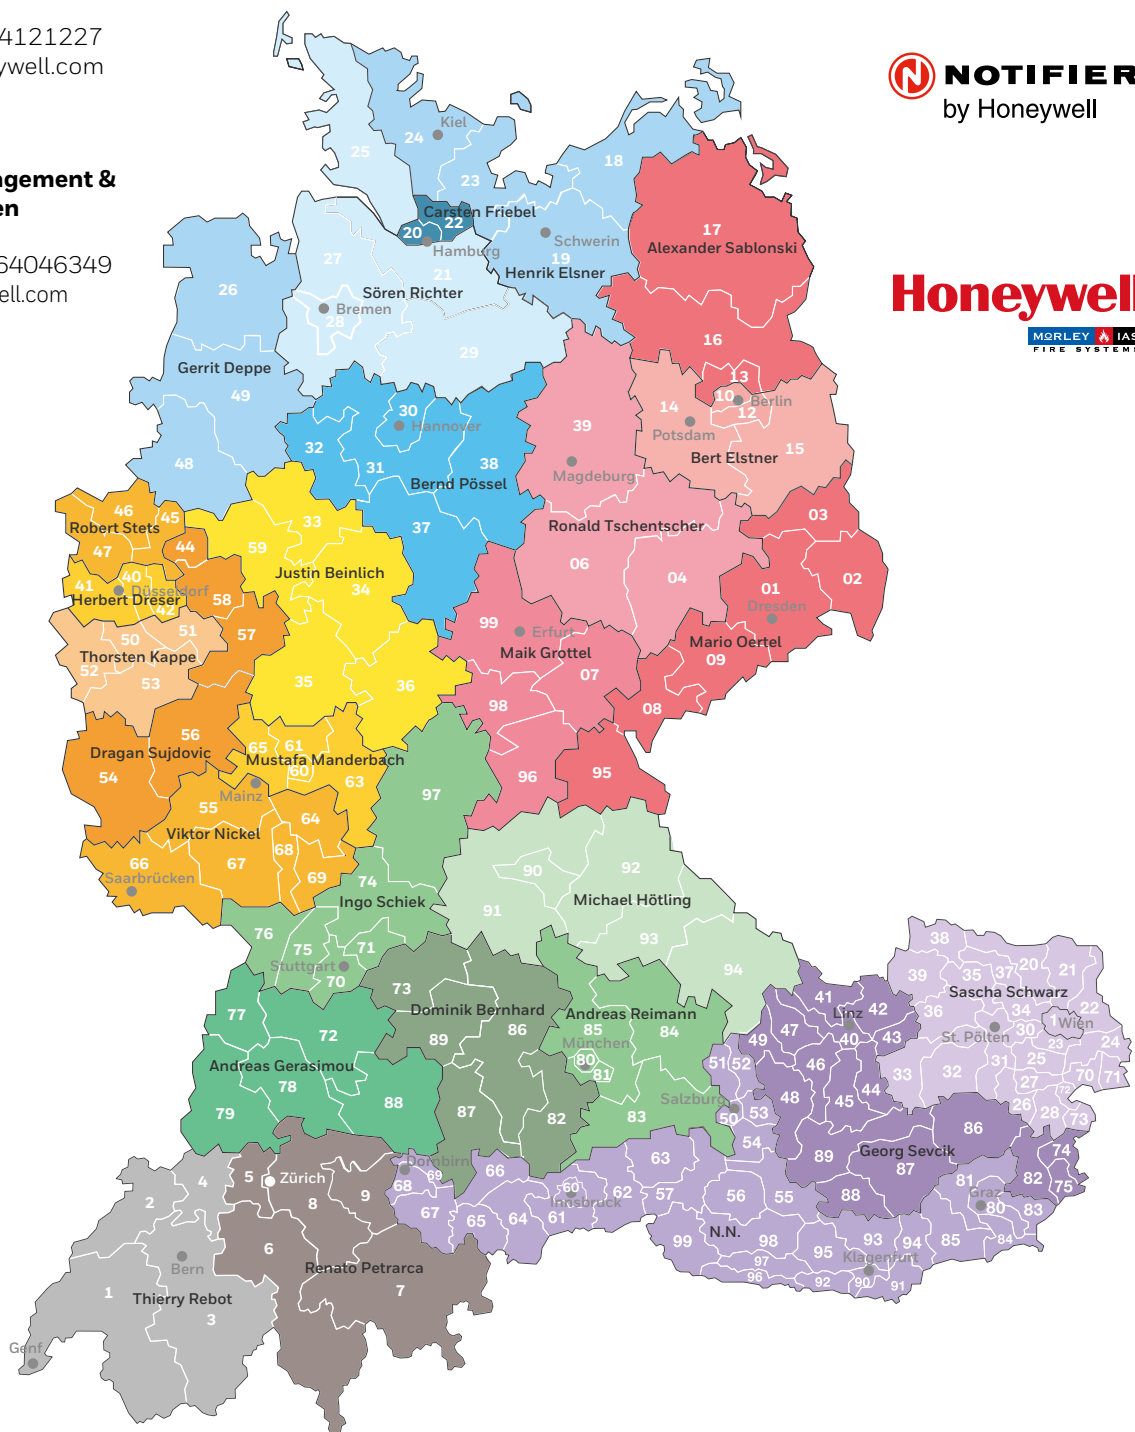 4121227
ywell.com
NOTIFIER
by Honeywell
agement &
en
64046349
well.com
Honeywell
MORLEY IAS
FIRE SYSTEMS
Kiel
24
25
18
23
Carsten Friebel
20
22
Hamburg
Schwerin
19
Henrik Elsner
17
Alexander Sablonski
27
21
Sören Richter
26
Bremen
28
29
16
13
10
Berlin
12
Gerrit Deppe
49
48
14
Potsdam
15
Bert Elstner
30
Hannover
32
31
38
Bernd Pössel
37
39
Magdeburg
Ronald Tschentscher
06
04
03
02
01
Dresden
Mario Oertel
09
08
46
45
Robert Stets
47
44
33
59
Justin Beinlich
34
41
40
Düsseldorf
Herbert Dreser
42
58
57
50
51
Thorsten Kappe
52
53
35
36
99
Erfurt
Maik Grottel
07
98
96
95
56
Dragan Sujdovic
54
65
61
Mustafa Manderbach
60
63
Mainz
55
64
Viktor Nickel
66
67
68
69
Saarbrücken
97
74
Ingo Schiek
76
75
71
Stuttgart
70
90
92
Michael Hötling
91
93
94
73
Dominik Bernhard
89
86
87
82
Andreas Reimann
85
84
München
80
81
83
77
72
Andreas Gerasimou
78
79
88
38
39
35
37
20
21
Sascha Schwarz
36
34
22
1
Wien
St. Pölten
30
23
24
33
32
31
25
27
70
71
72
26
28
73
41
42
Linz
47
40
43
49
46
48
45
44
Georg Sevcik
86
89
87
88
74
82
75
51
52
Salzburg
50
53
54
Dornbirn
68
69
67
66
65
64
60
Innsbruck
61
62
63
57
56
55
N.N.
99
98
97
96
95
93
94
Klagenfurt
92
90
91
81
Graz
80
83
85
84
4
2
5
Zürich
8
9
6
Bern
Renato Petrarca
7
1
Thierry Rebot
3
Genf